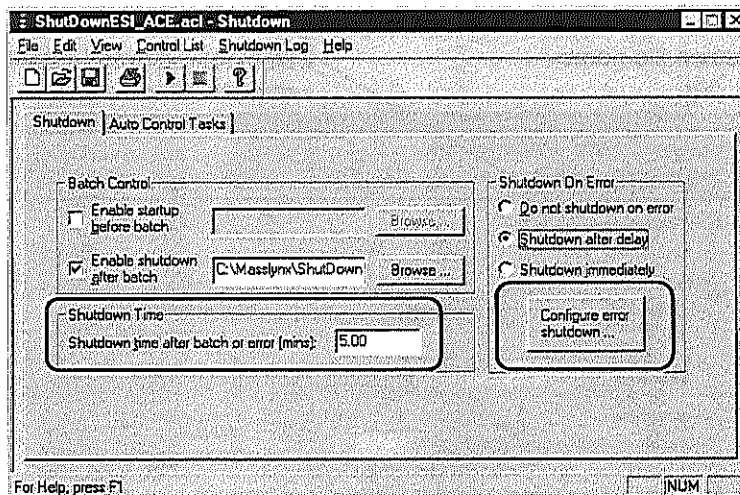 ShutDownESI_ACE.acl - Shutdown
File Edit View Control List Shutdown Log Help
Shutdown Auto Control Tasks
Batch Control
Enable startup before batch
Browse...
Enable shutdown after batch
C:\Masslynx\ShutDown
Browse ...
Shutdown Time
Shutdown time after batch or error (mins):
5.00
Shutdown On Error
Do not shutdown on error
Shutdown after delay
Shutdown immediately
Configure error shutdown ...
For Help, press F1
NUM